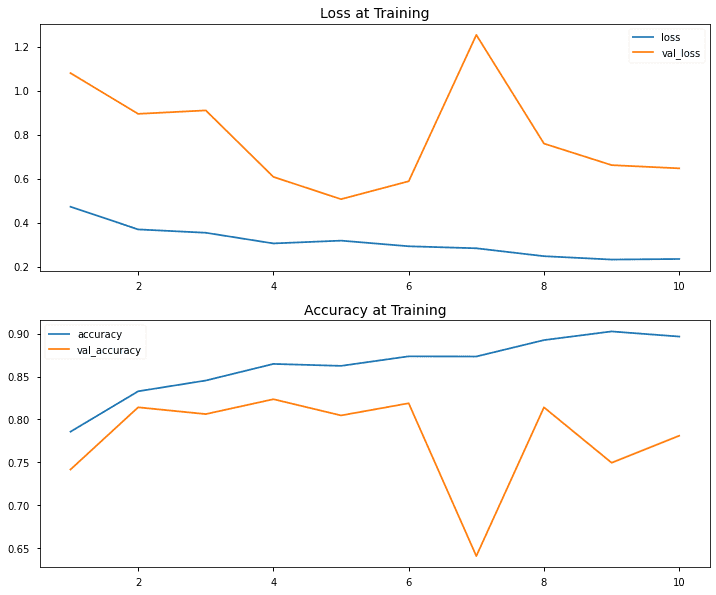 Loss at Training
loss
val_loss
1.2
1.0
0.8
0.6
0.4
0.2
2 4 6 8 10
Accuracy at Training
accuracy
val_accuracy
0.90
0.85
0.80
0.75
0.70
0.65
2 4 6 8 10